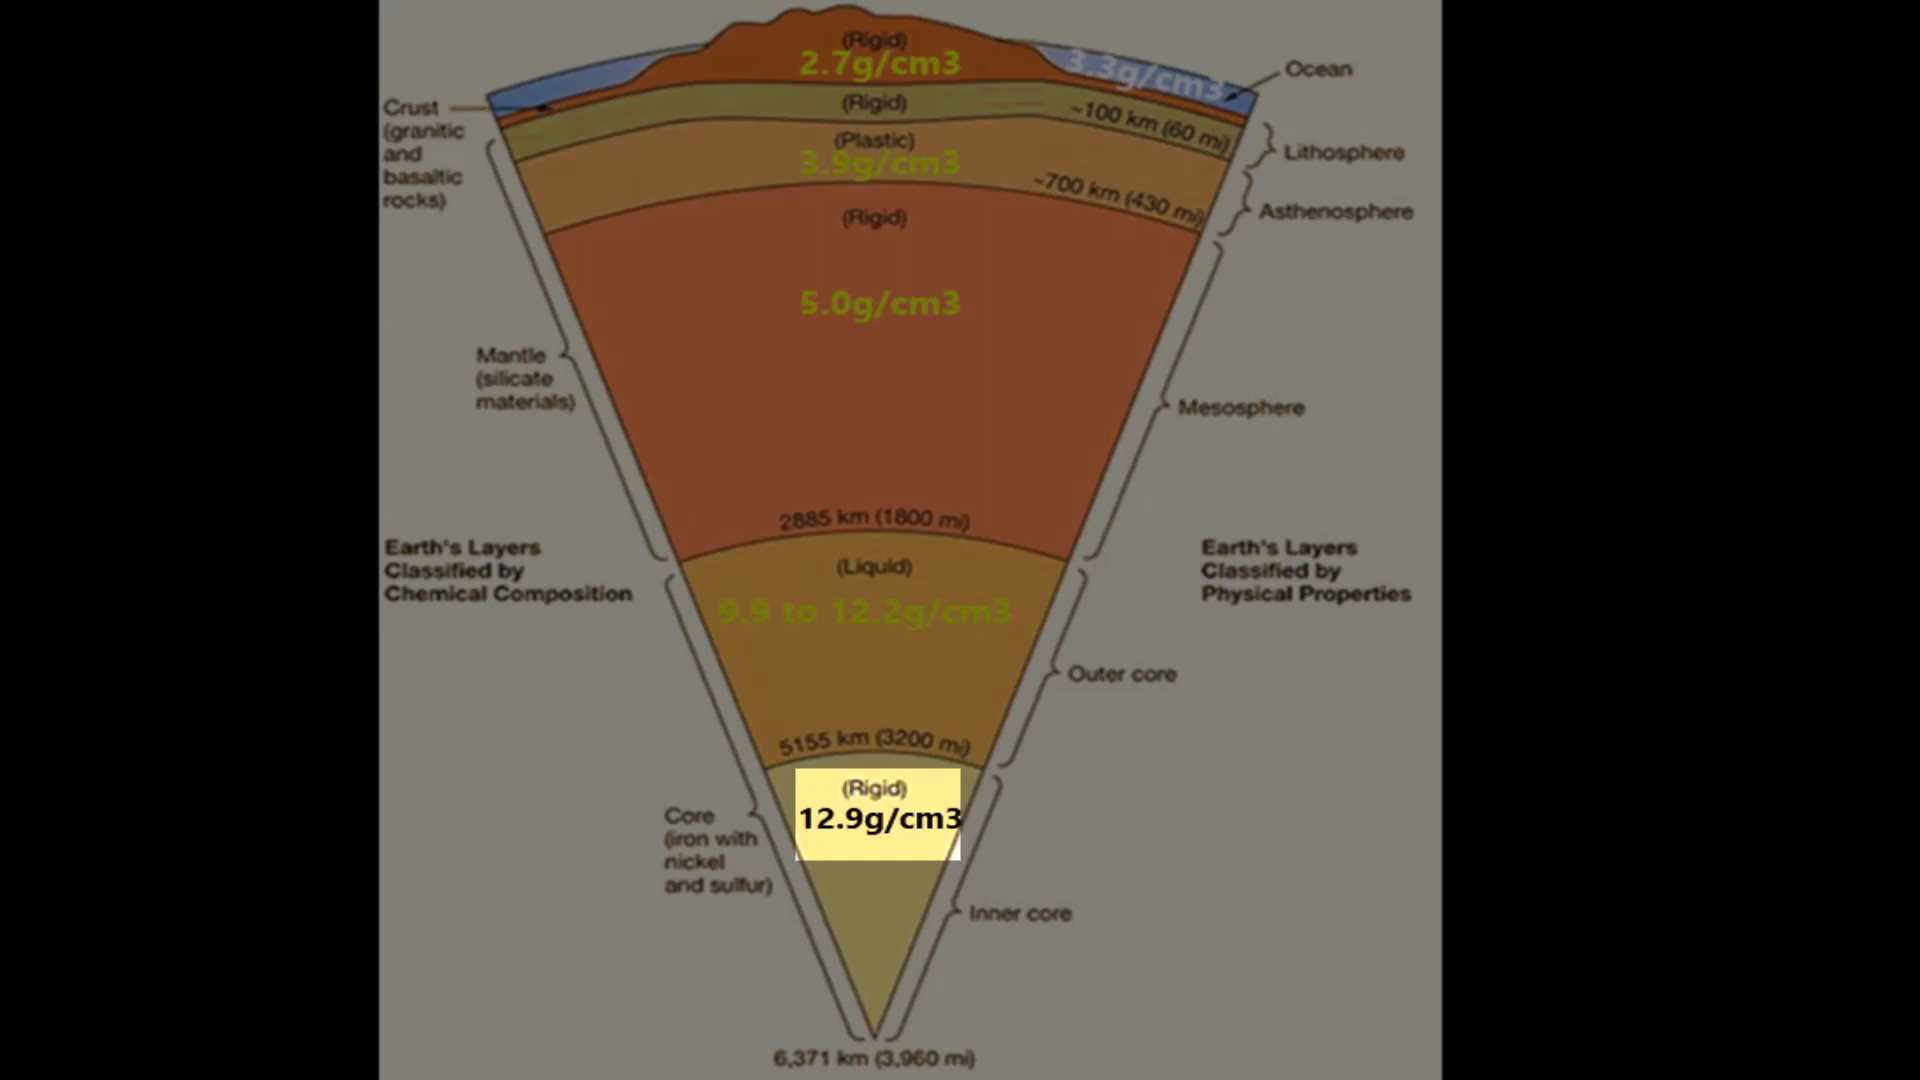 (Rigid)
2.7g/cm3
3.3g/cm3
Ocean
Crust
(granitic
and
basaltic
rocks)
(Rigid)
~100 km (60 mi)
Lithosphere
(Plastic)
3.9g/cm3
~700 km (430 mi)
Asthenosphere
(Rigid)
5.0g/cm3
Mantle
(silicate
materials)
Mesosphere
2885 km (1800 mi)
Earth's Layers
Classified by
Chemical Composition
(Liquid)
9.9 to 12.2g/cm3
Earth's Layers
Classified by
Physical Properties
Outer core
5155 km (3200 mi)
(Rigid)
12.9g/cm3
Core
(iron with
nickel
and sulfur)
Inner core
6,371 km (3,960 mi)